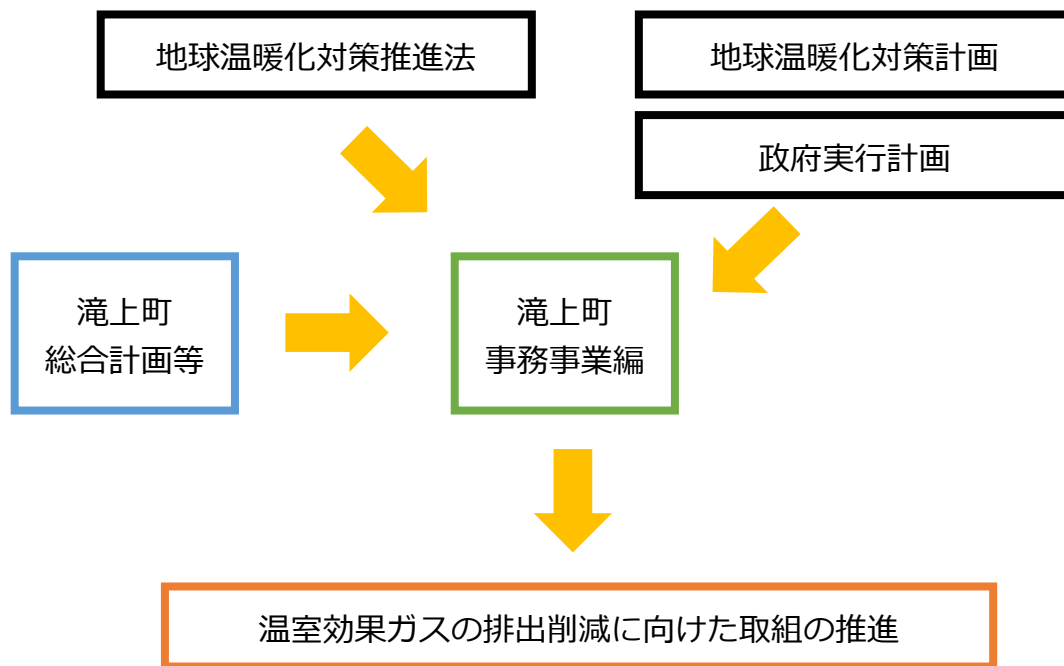 地球温暖化対策推進法
地球温暖化対策計画
政府実行計画
滝上町
総合計画等
滝上町
事務事業編
温室効果ガスの排出削減に向けた取組の推進